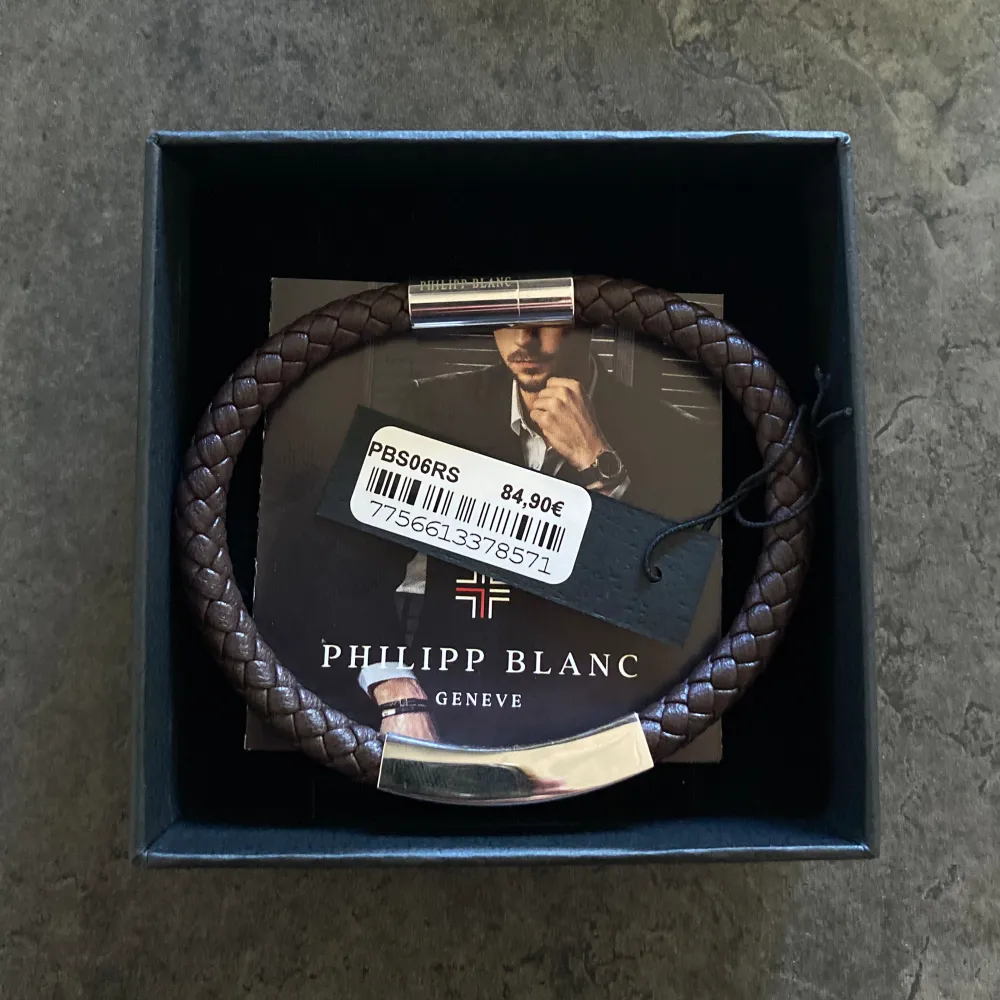 PHILIPP BLANC
PBS06RS
84,90€
7756613378571
PHILIPP BLANC
GENEVE